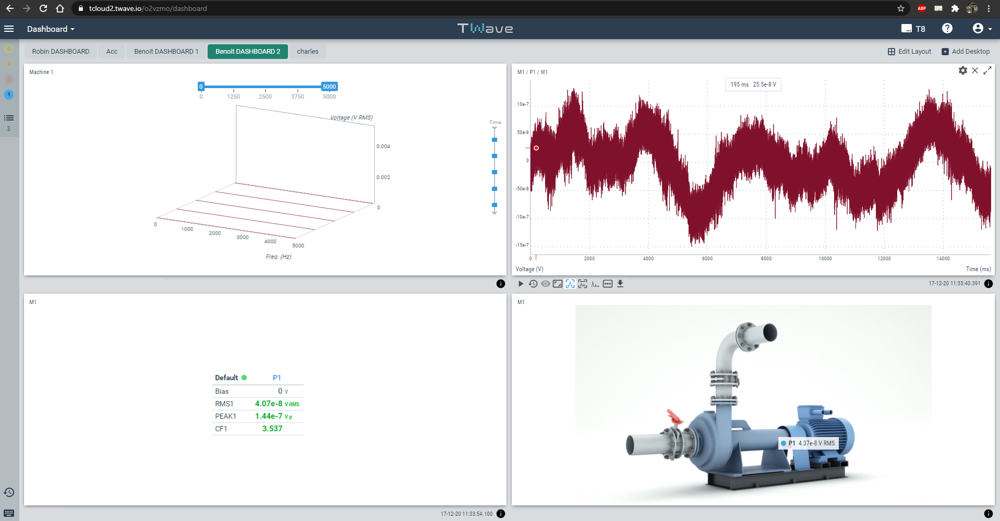 tcloud2.twave.io/o2vzmo/dashboard
ABP
Dashboard
TWave
T8
0
0
0
1
3
Robin DASHBOARD
Acc
Benoit DASHBOARD 1
Benoit DASHBOARD 2
charles
Edit Layout
Add Desktop
Machine 1
0
5000
0 1250 2500 3750 5000
Voltage (V RMS)
0.004
0.002
0
0 1000 2000 3000 4000 5000
Freq. (Hz)
Time
M1 / P1 / W1
195 ms 25.5e-8 V
10e-7
50e-8
0
-50e-8
-10e-7
-15e-7
0 2000 4000 6000 8000 10000 12000 14000
Voltage (V)
Time (ms)
17-12-20 11:33:40.391
M1
Default P1
Bias 0 V
RMS1 4.07e-8 V RMS
PEAK1 1.44e-7 V p
CF1 3.537
17-12-20 11:33:54.100
M1
P1 4.37e-8 V RMS